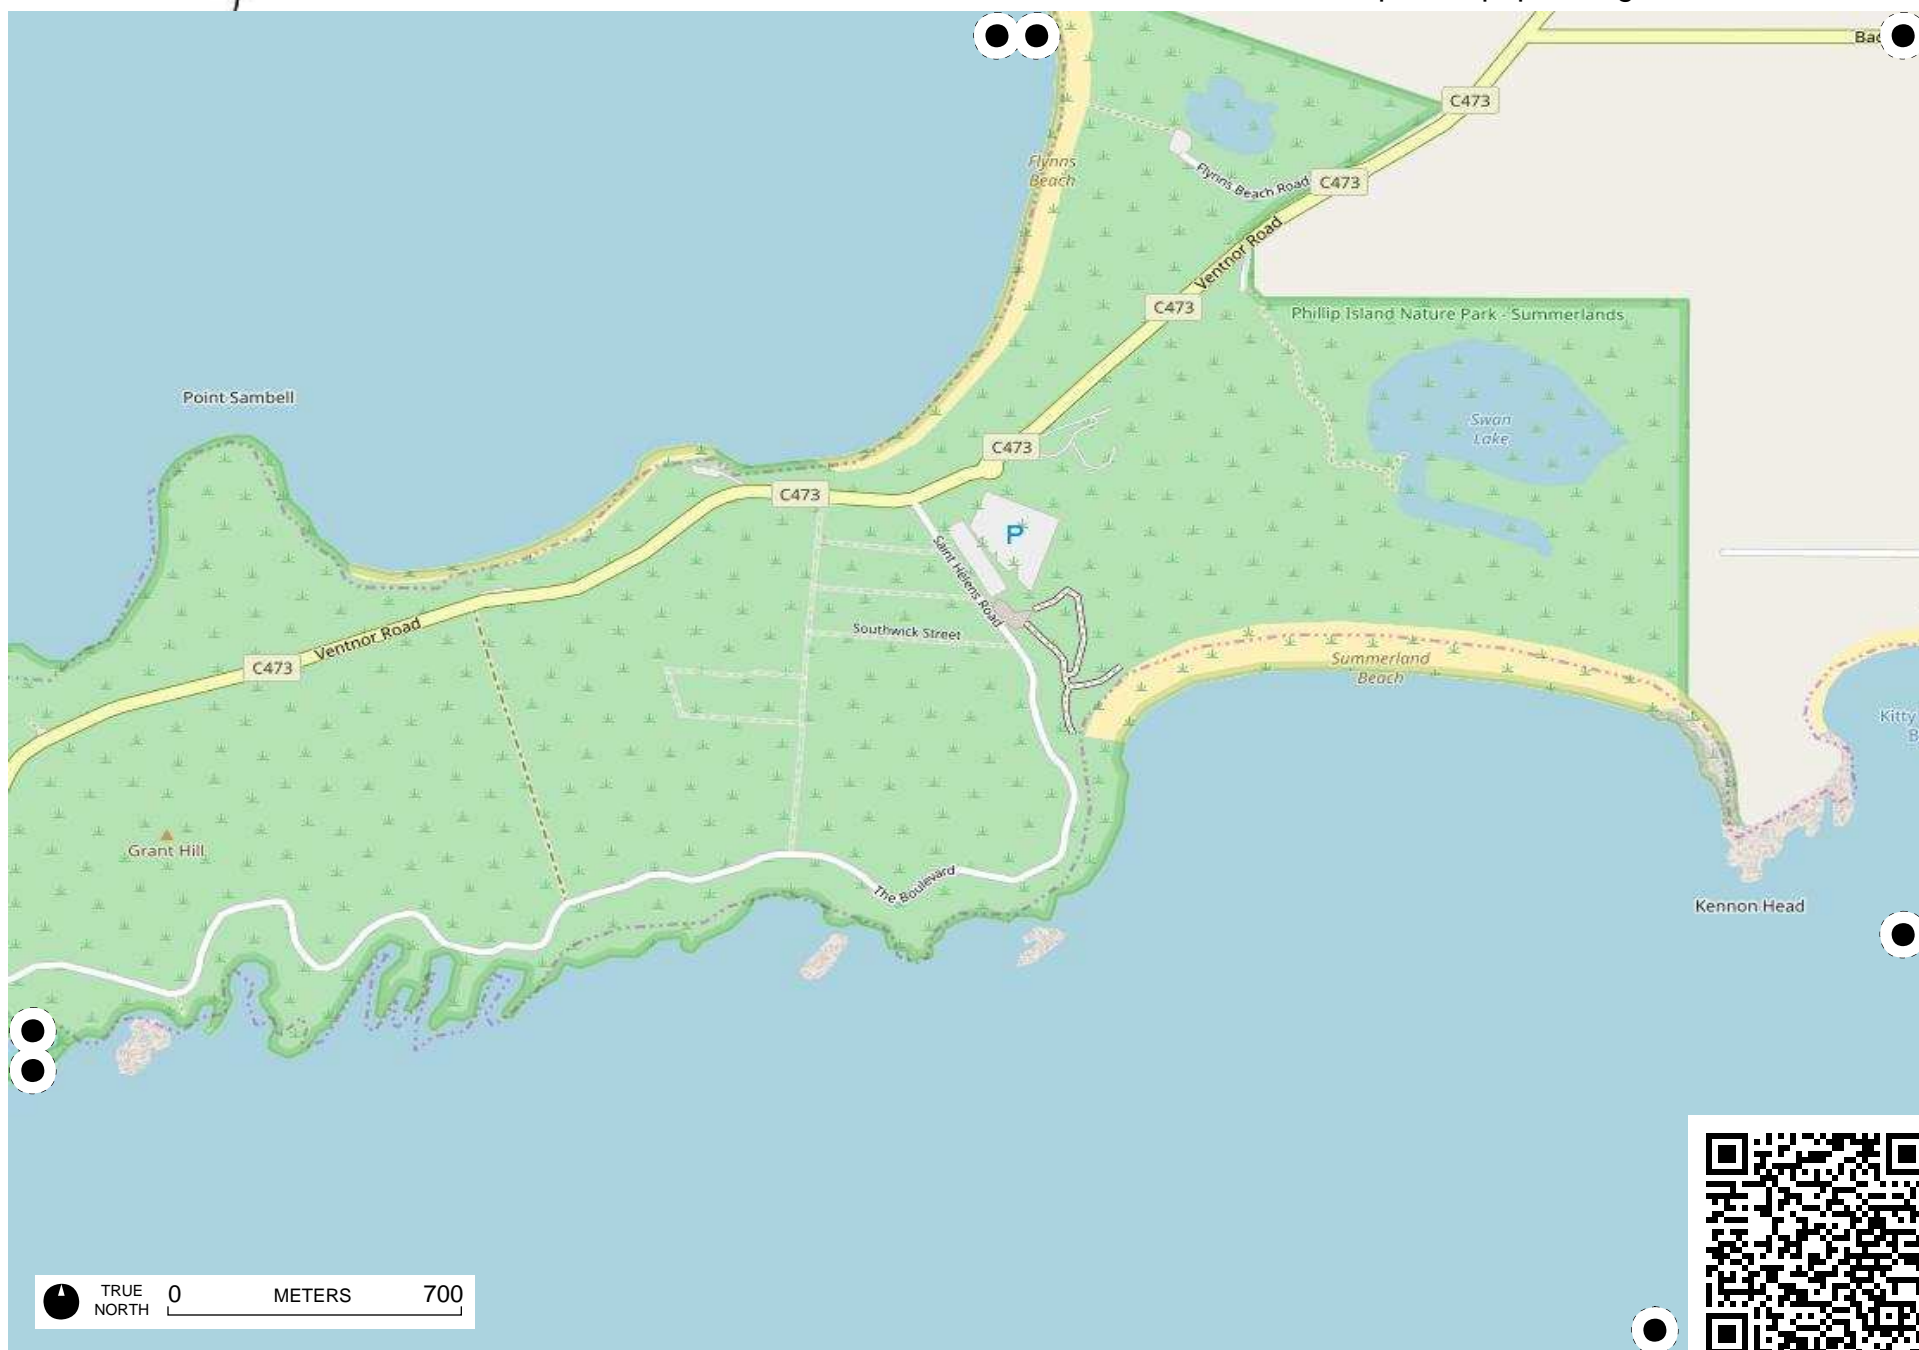 Bac
C473
Flynns
Beach
Flynns Beach Road
C473
Ventnor Road
C473
Phillip Island Nature Park - Summerlands
Point Sambell
Swan
Lake
C473
C473
P
Saint Helens Road
Southwick Street
Ventnor Road
C473
Summerland
Beach
Kitty
B
Grant Hill
The Boulevard
Kennon Head
TRUE
NORTH
0 METERS 700